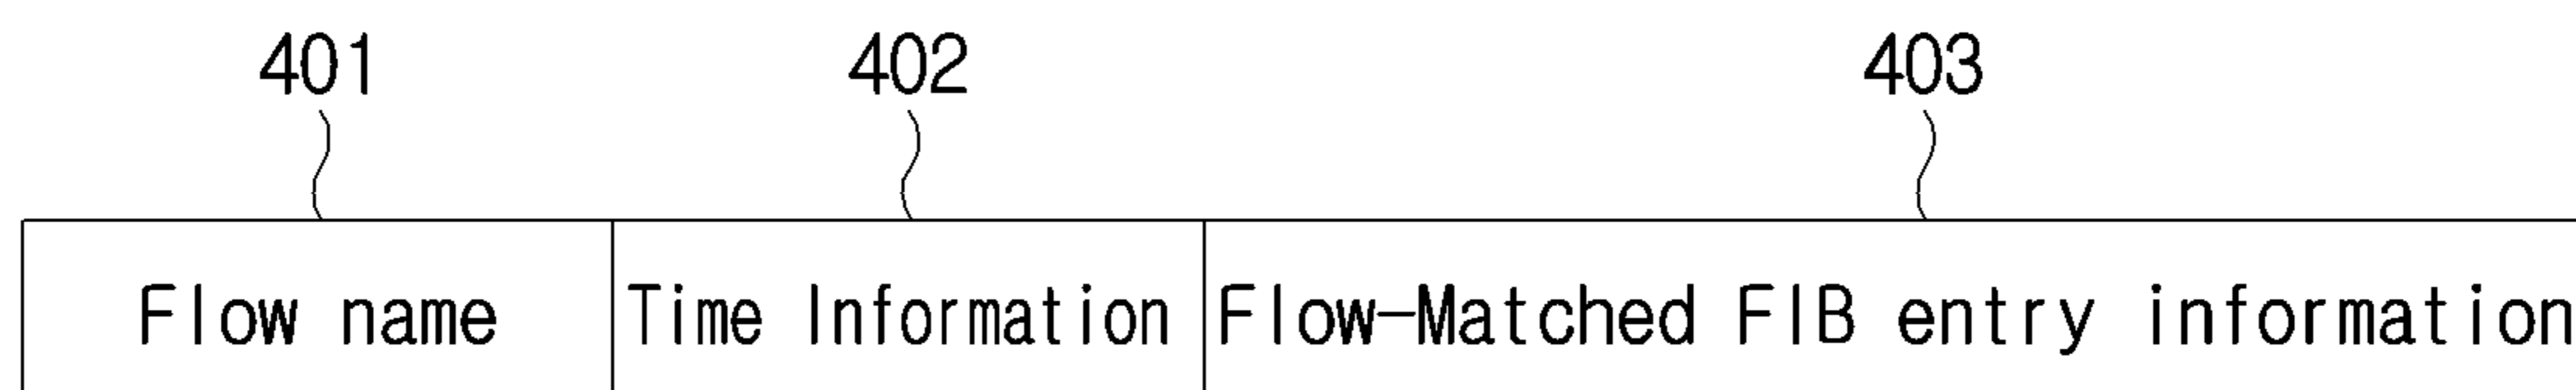 401 402 403
Flow name Time Information Flow-Matched FIB entry information